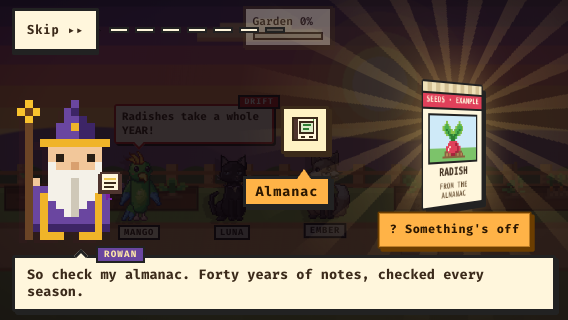 Skip ▸▸
Garden 0%
DRIFT
Radishes take a whole
YEAR!
SEEDS · EXAMPLE
RADISH
FROM THE
ALMANAC
Almanac
? Something's off
MANGO
LUNA
EMBER
ROWAN
So check my almanac. Forty years of notes, checked every
season.